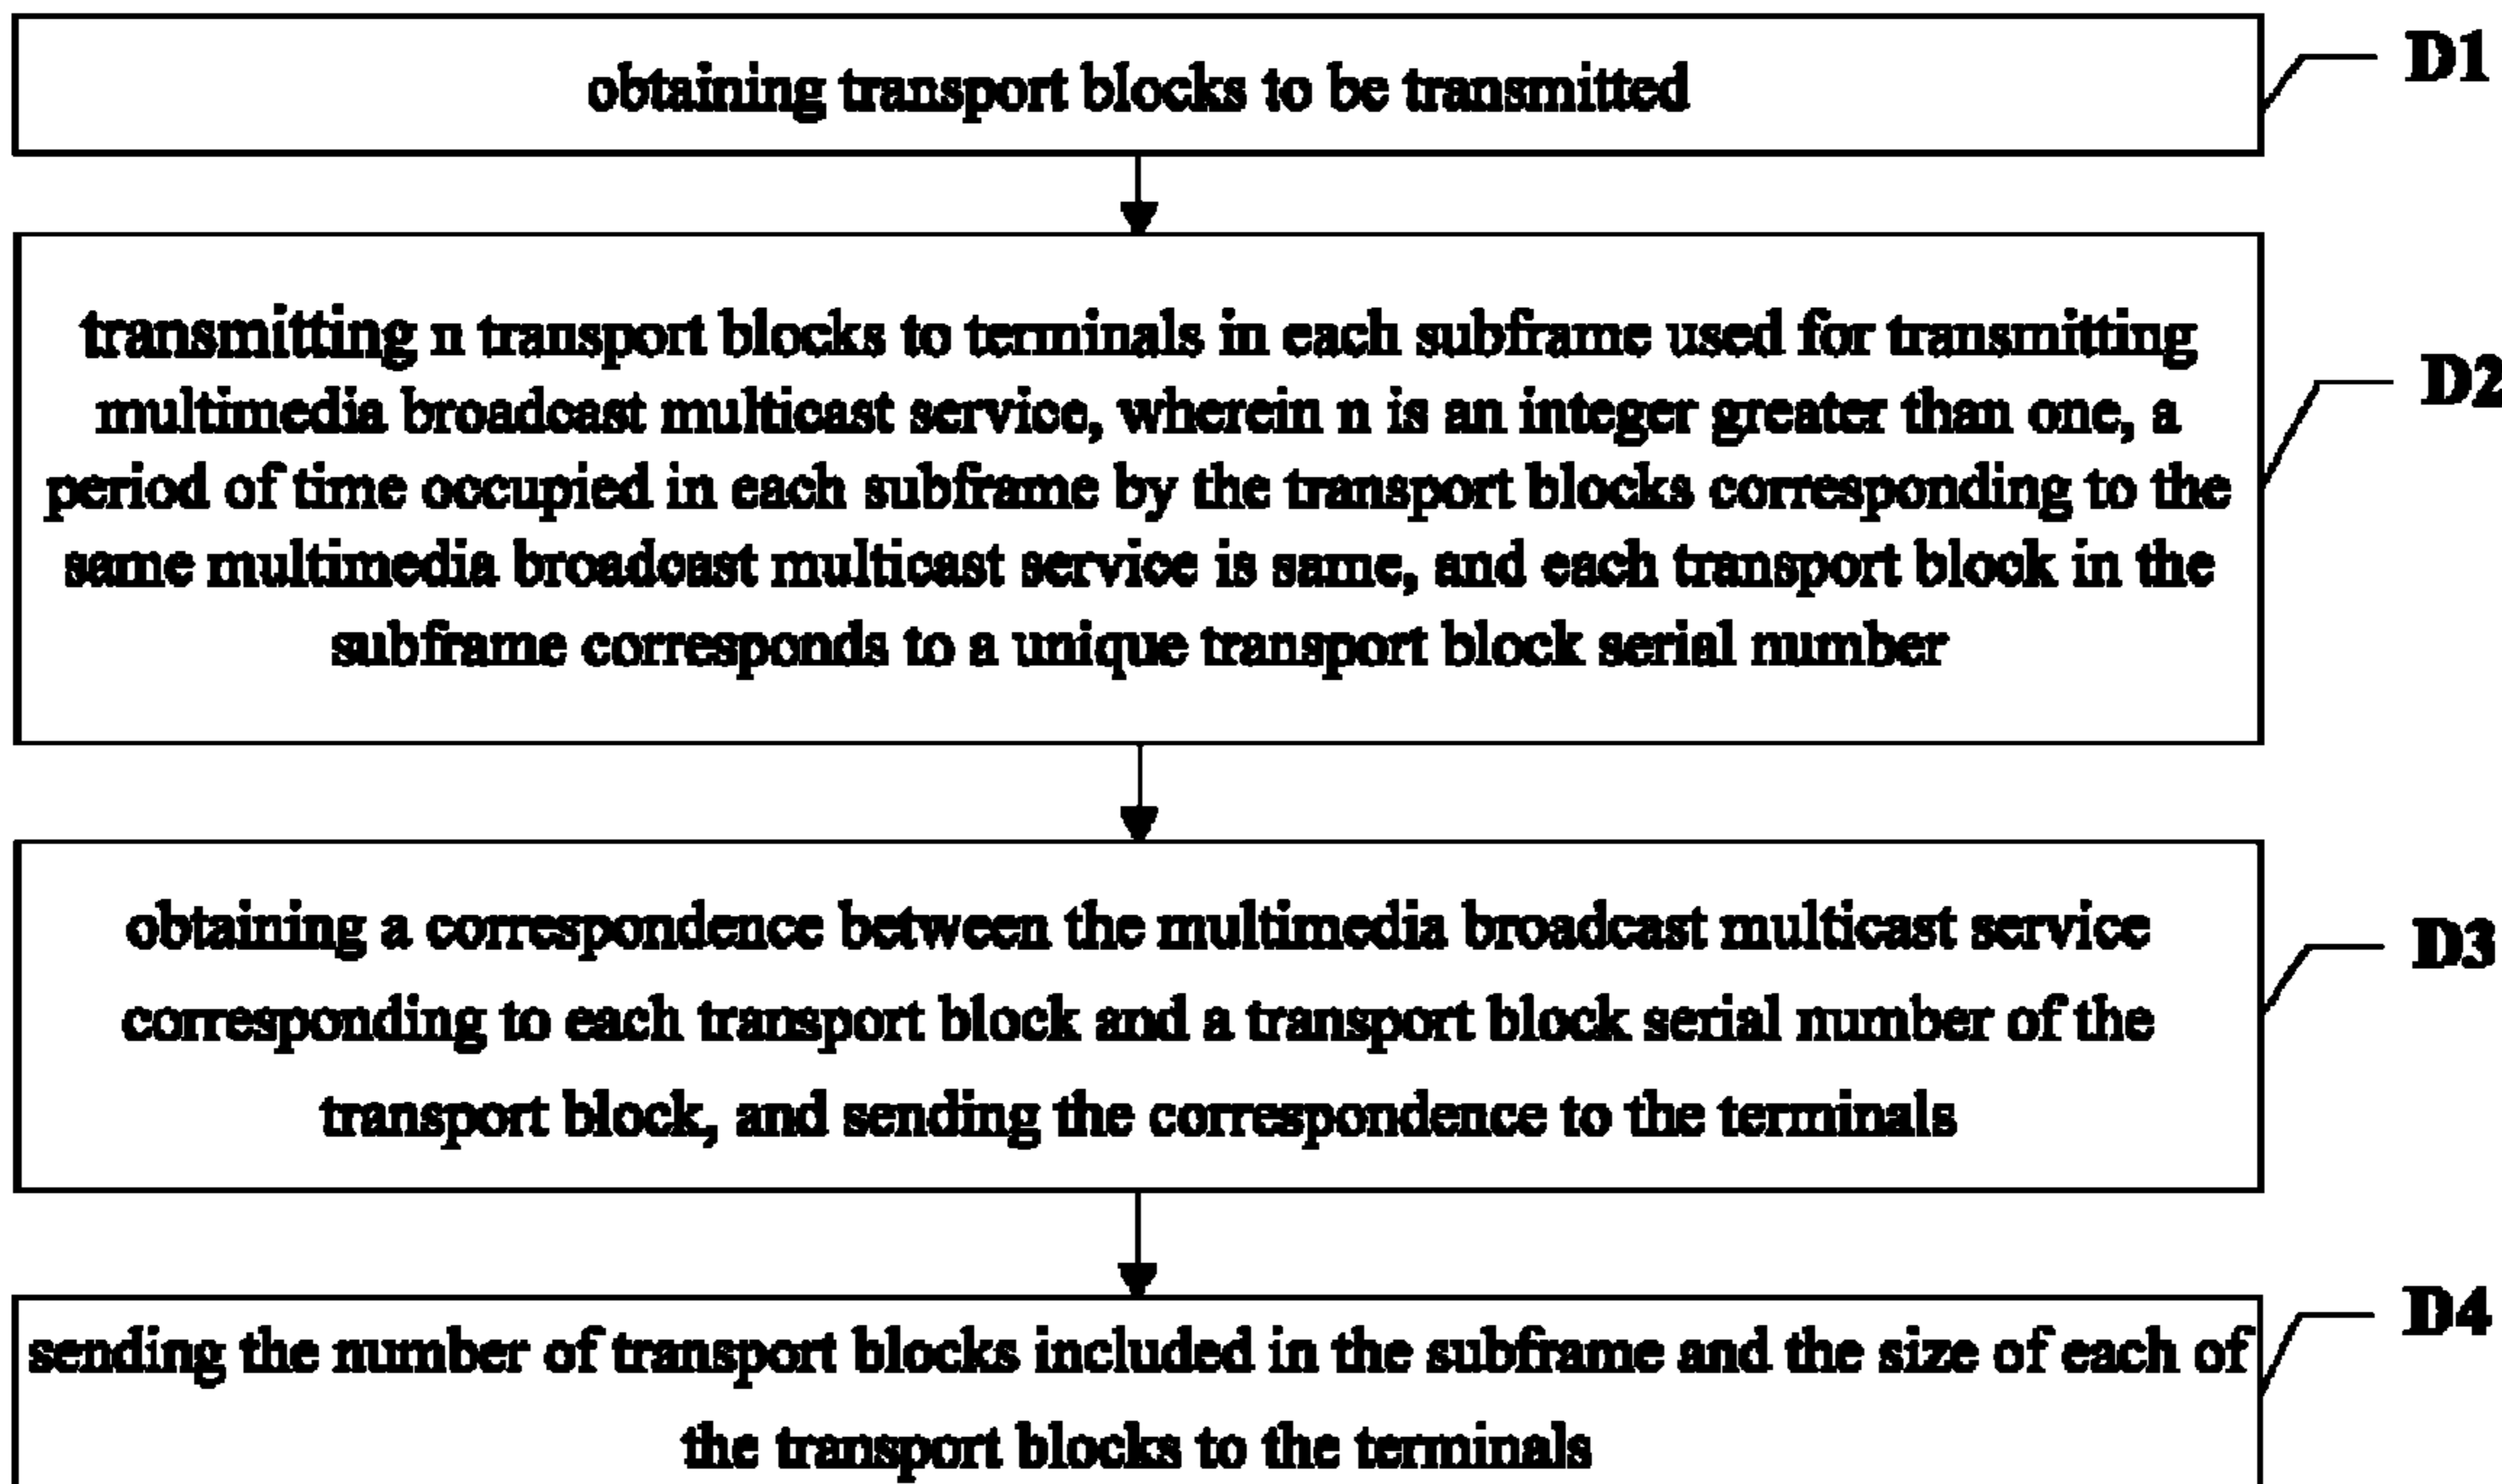 obtaining transport blocks to be transmitted
D1
transmitting n transport blocks to terminals in each subframe used for transmitting
multimedia broadcast multicast service, wherein n is an integer greater than one, a
period of time occupied in each subframe by the transport blocks corresponding to the
same multimedia broadcast multicast service is same, and each transport block in the
subframe corresponds to a unique transport block serial number
D2
obtaining a correspondence between the multimedia broadcast multicast service
corresponding to each transport block and a transport block serial number of the
transport block, and sending the correspondence to the terminals
D3
sending the number of transport blocks included in the subframe and the size of each of
the transport blocks to the terminals
D4